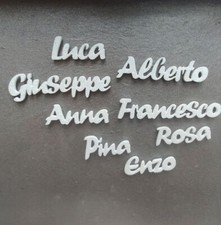 Luca
Giuseppe Alberto
Anna Francesco
Pina Rosa
Enzo